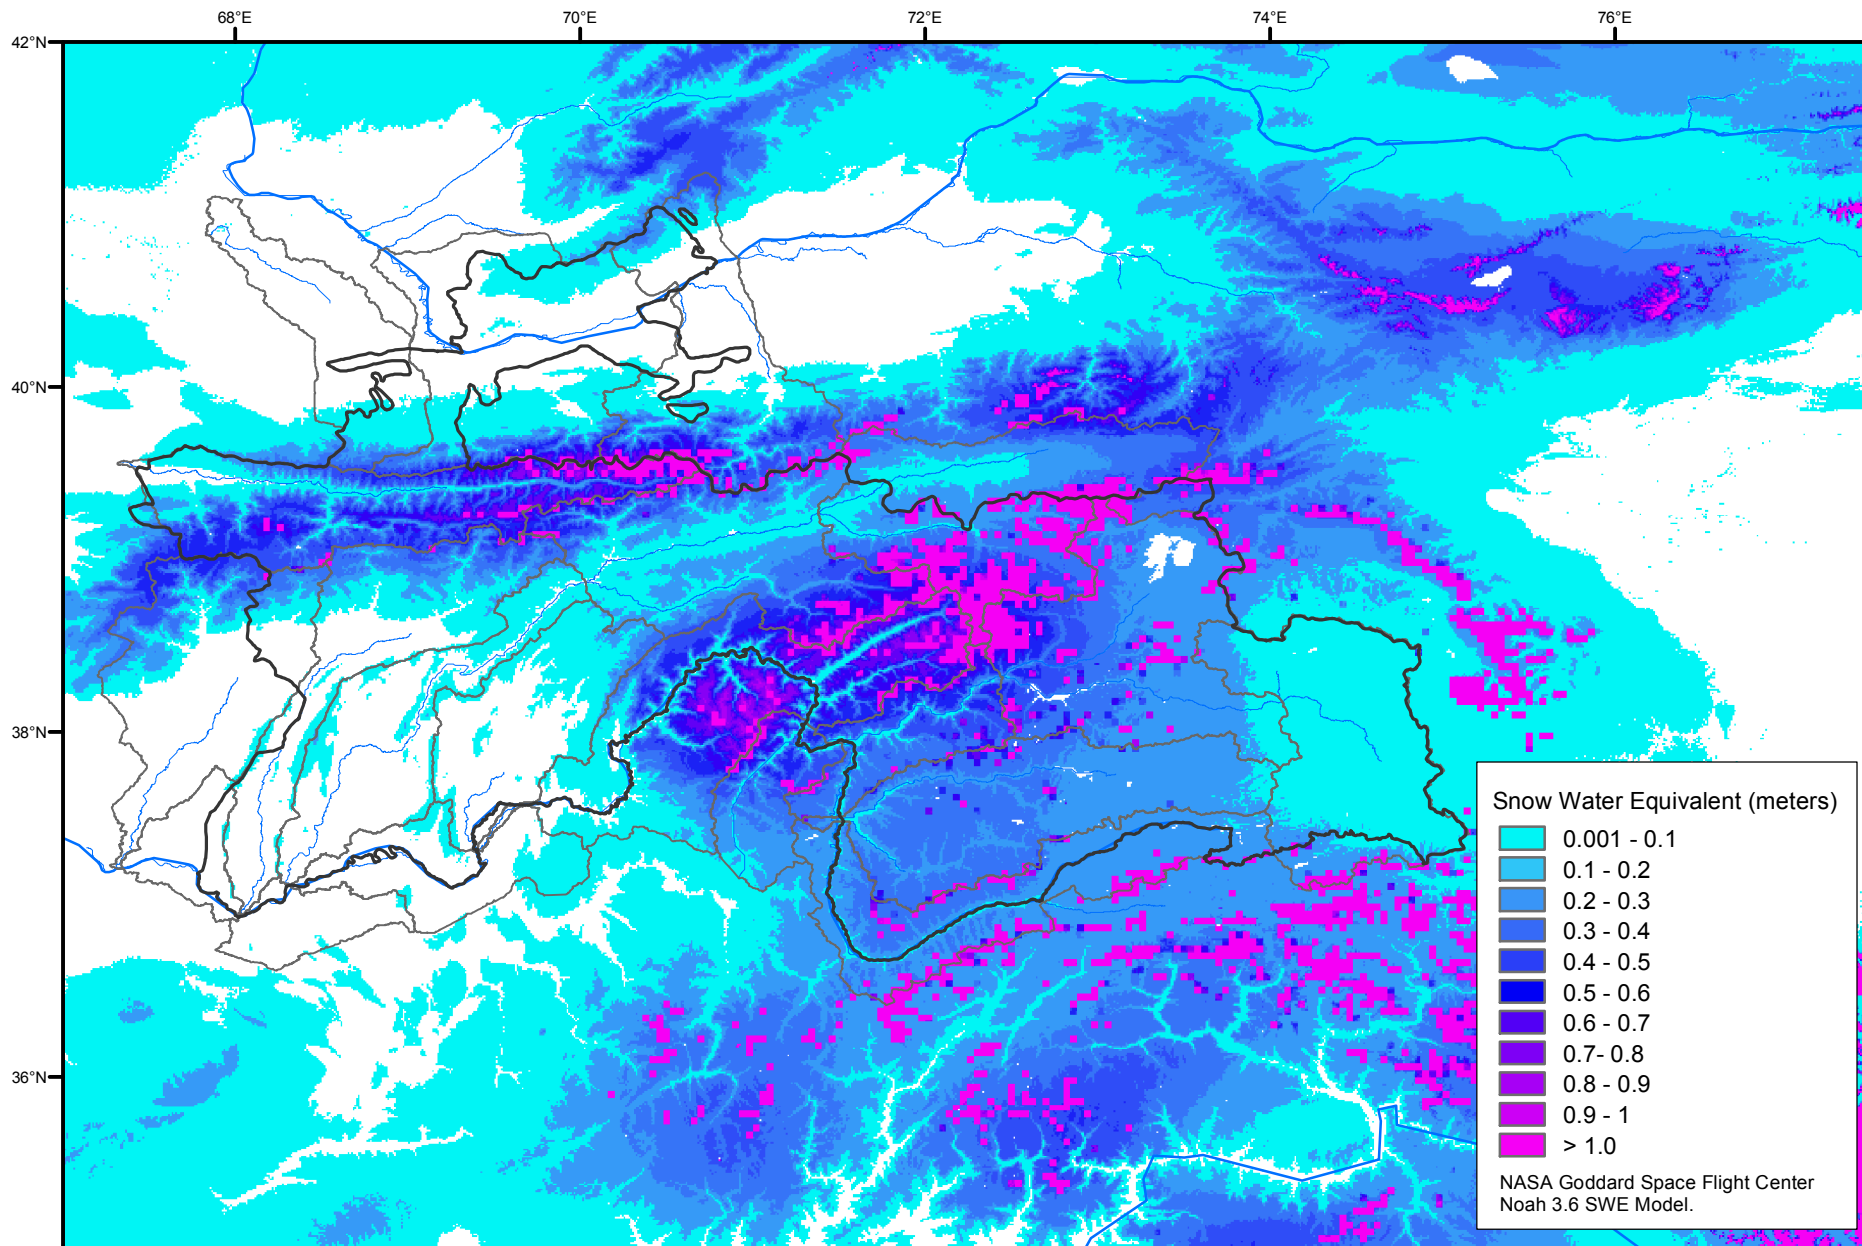 68°E 70°E 72°E 74°E 76°E
42°N
40°N
38°N
36°N
Snow Water Equivalent (meters)
0.001 - 0.1
0.1 - 0.2
0.2 - 0.3
0.3 - 0.4
0.4 - 0.5
0.5 - 0.6
0.6 - 0.7
0.7- 0.8
0.8 - 0.9
0.9 - 1
> 1.0
NASA Goddard Space Flight Center
Noah 3.6 SWE Model.